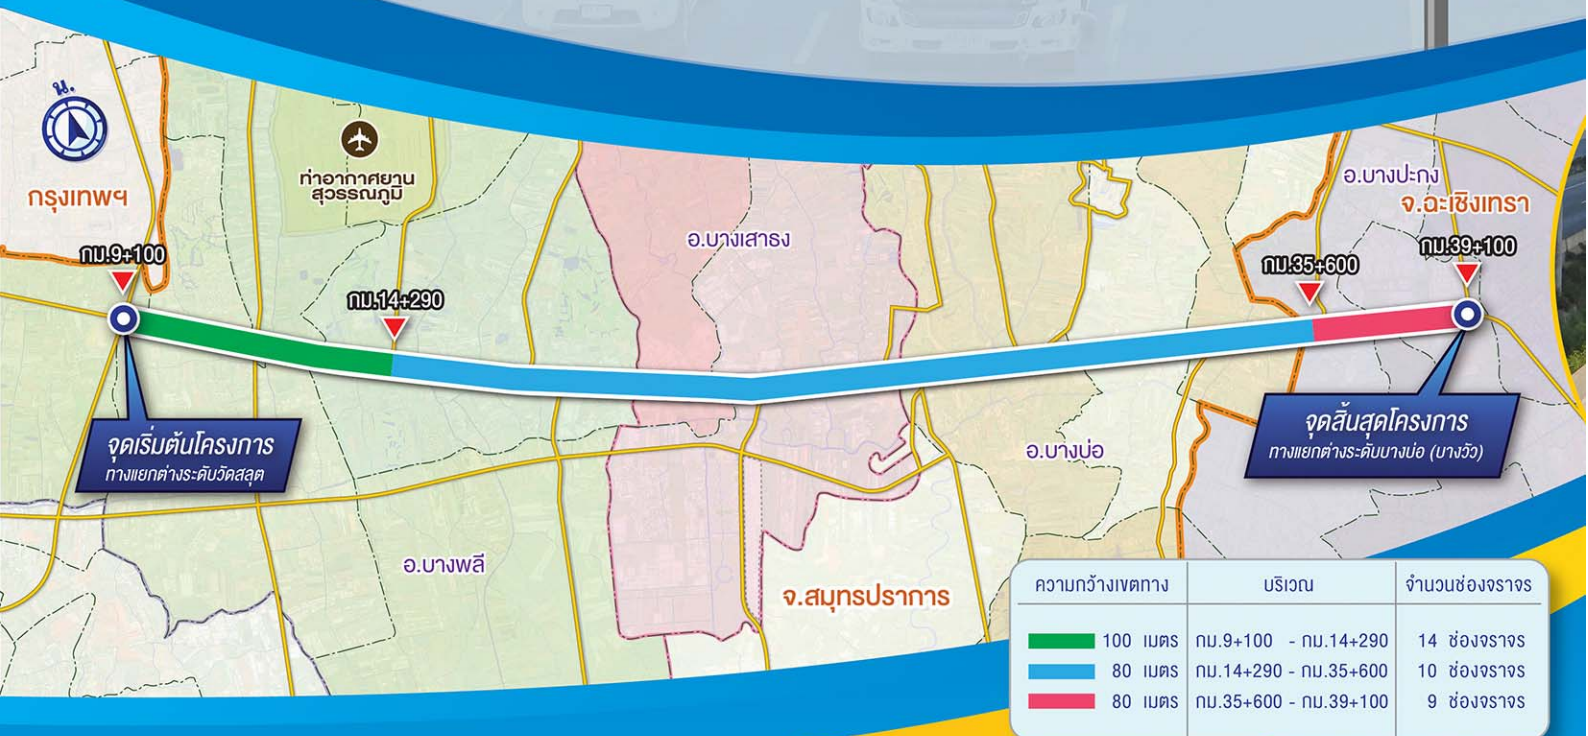 น.
กรุงเทพฯ
ท่าอากาศยาน
สุวรรณภูมิ
อ.บางปะกง
จ.ฉะเชิงเทรา
อ.บางเสาธง
กม.9+100
กม.14+290
กม.35+600
กม.39+100
จุดเริ่มต้นโครงการ
ทางแยกต่างระดับวัดสลุด
จุดสิ้นสุดโครงการ
ทางแยกต่างระดับบางบ่อ (บางวัว)
อ.บางบ่อ
อ.บางพลี
จ.สมุทรปราการ
ความกว้างเขตทาง บริเวณ จำนวนช่องจราจร
100 เมตร กม.9+100 - กม.14+290 14 ช่องจราจร
80 เมตร กม.14+290 - กม.35+600 10 ช่องจราจร
80 เมตร กม.35+600 - กม.39+100 9 ช่องจราจร